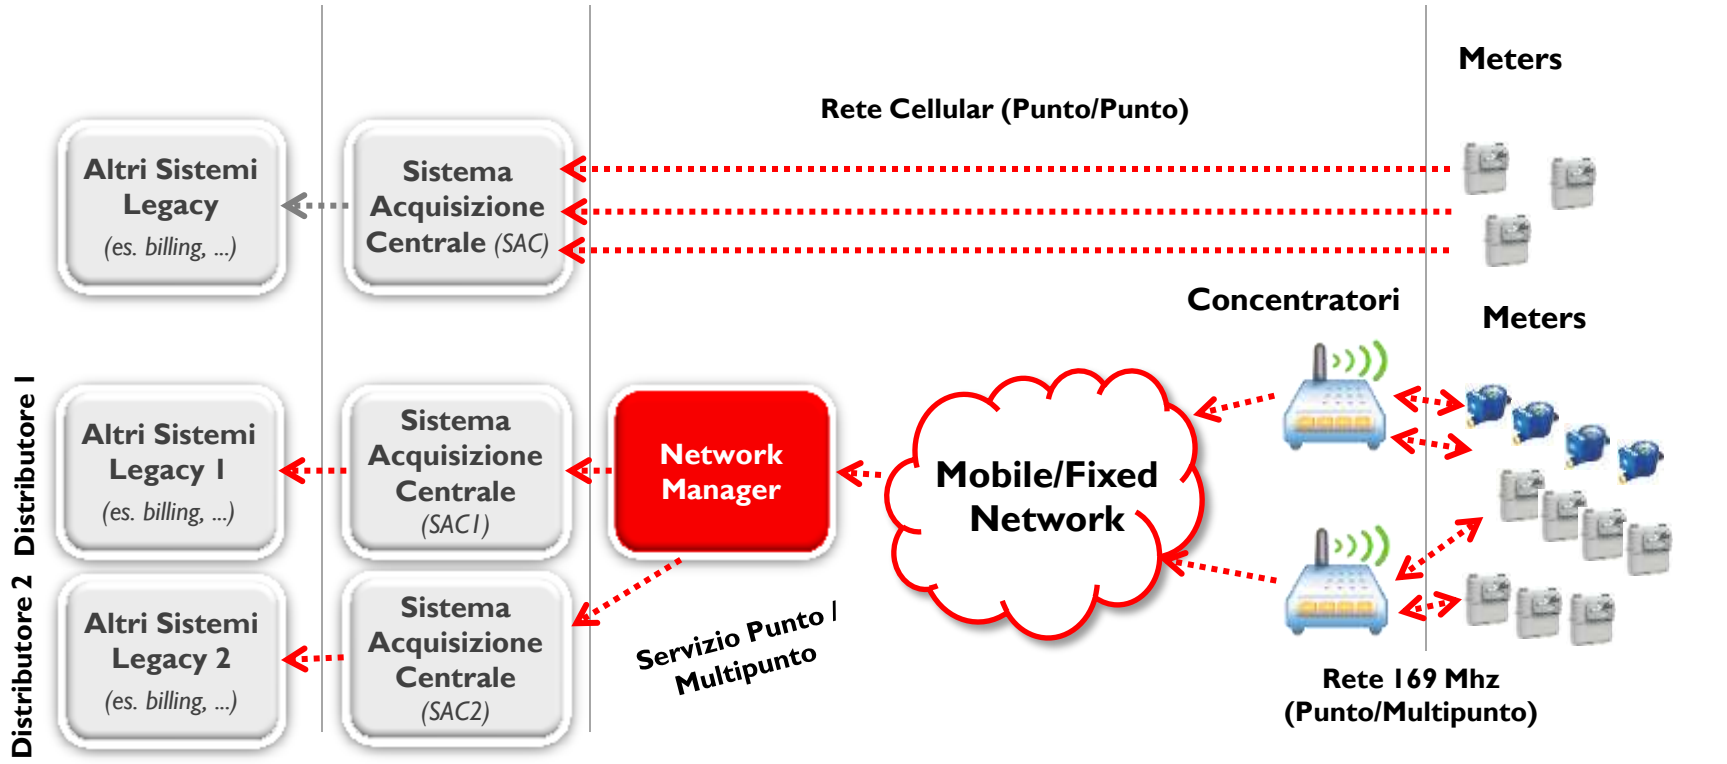 Meters
Rete Cellular (Punto/Punto)
Altri Sistemi
Legacy
(es. billing, ...)
Sistema
Acquisizione
Centrale (SAC)
Concentratori
Meters
Distributore 1
Altri Sistemi
Legacy 1
(es. billing, ...)
Sistema
Acquisizione
Centrale
(SAC1)
Network
Manager
Mobile/Fixed
Network
Distributore 2
Altri Sistemi
Legacy 2
(es. billing, ...)
Sistema
Acquisizione
Centrale
(SAC2)
Servizio Punto /
Multipunto
Rete 169 Mhz
(Punto/Multipunto)